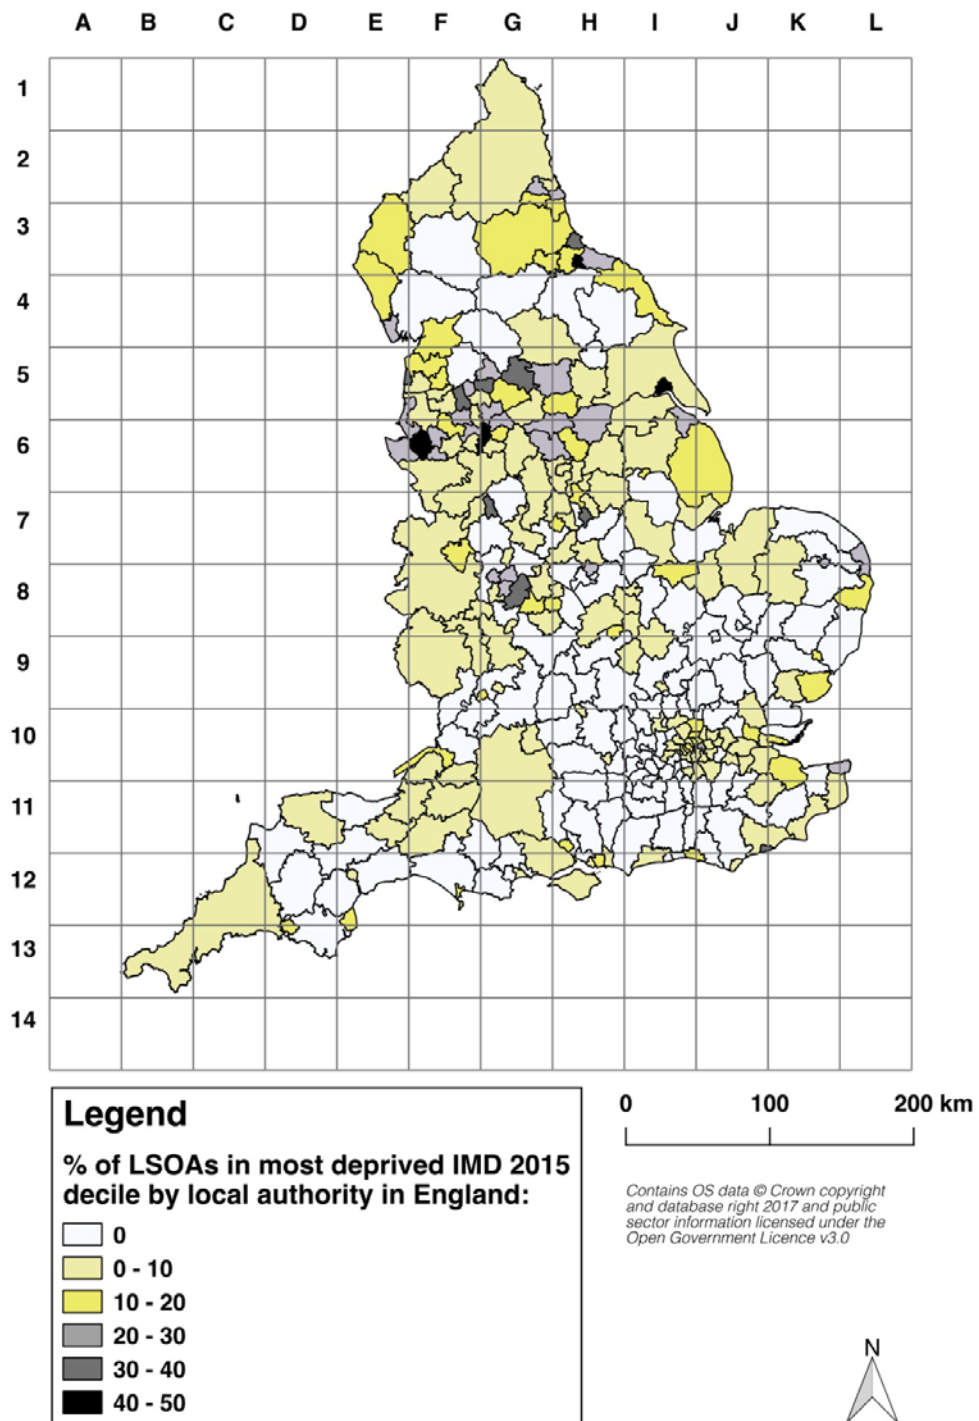 A B C D E F G H I J K L
1
2
3
4
5
6
7
8
9
10
11
12
13
14
Legend
% of LSOAs in most deprived IMD 2015
decile by local authority in England:
0
0 - 10
10 - 20
20 - 30
30 - 40
40 - 50
0 100 200 km
Contains OS data © Crown copyright
and database right 2017 and public
sector information licensed under the
Open Government Licence v3.0
N